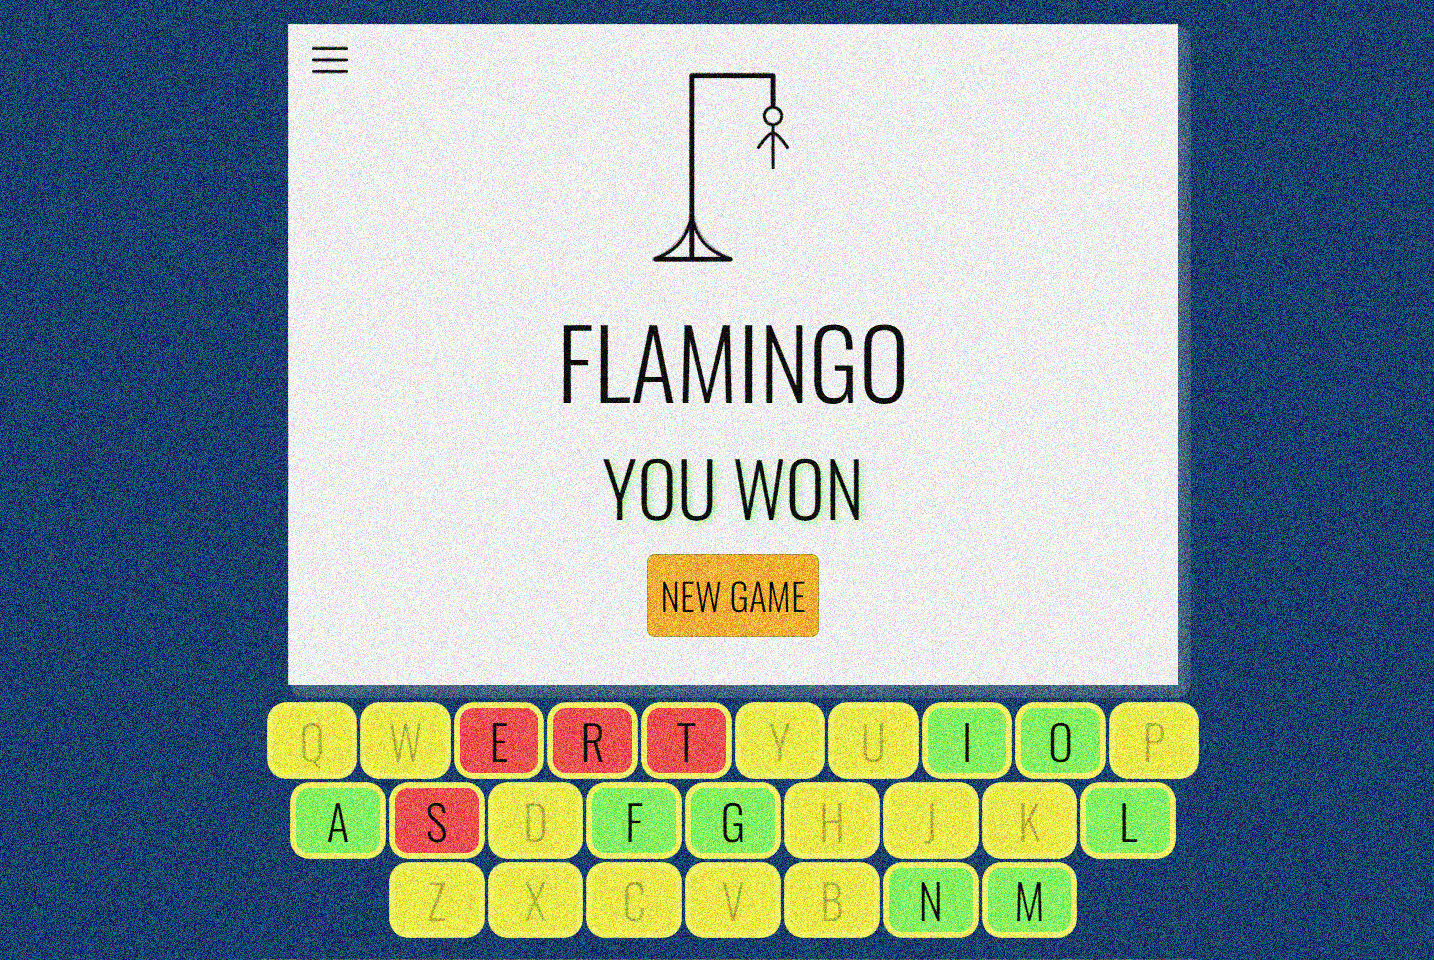 FLAMINGO
YOU WON
NEW GAME
Q W E R T Y U I O P
A S D F G H J K L
Z X C V B N M